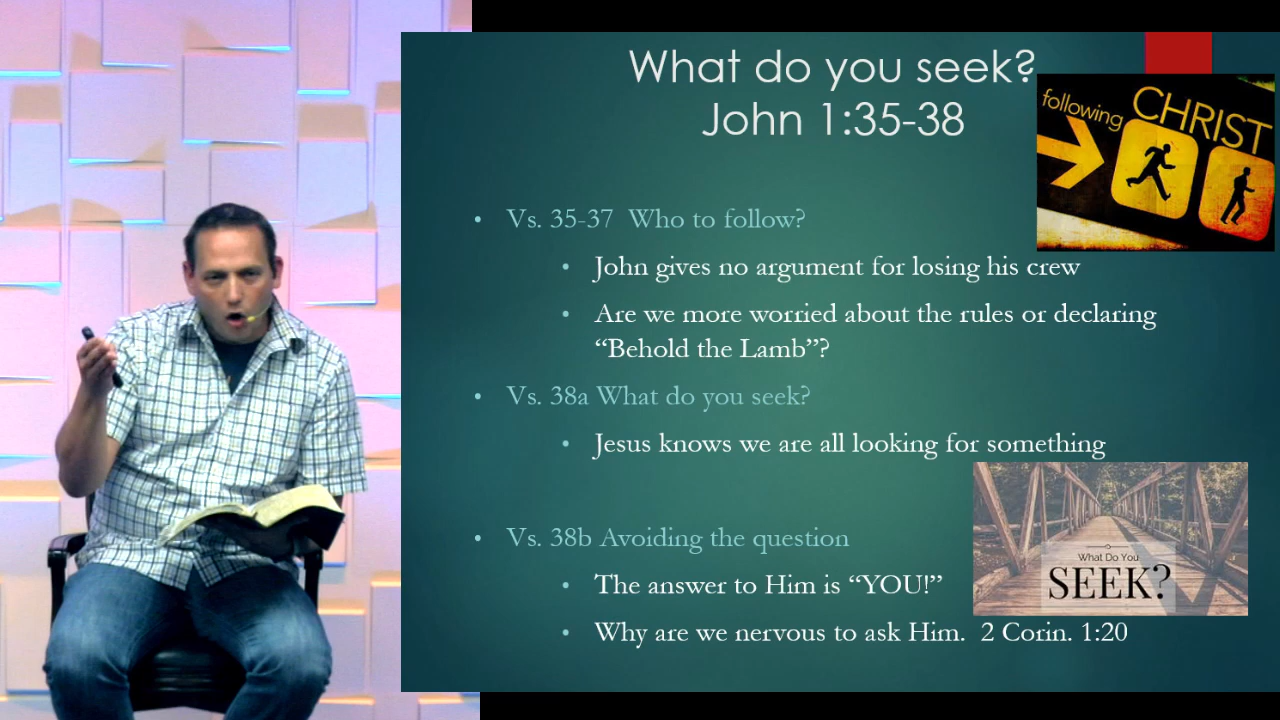 What do you seek?
John 1:35-38
following CHRIST
• Vs. 35-37  Who to follow?
• John gives no argument for losing his crew
• Are we more worried about the rules or declaring
“Behold the Lamb”?
• Vs. 38a What do you seek?
• Jesus knows we are all looking for something
• Vs. 38b Avoiding the question
• The answer to Him is “YOU!”
• Why are we nervous to ask Him.  2 Corin. 1:20
What Do You
SEEK?